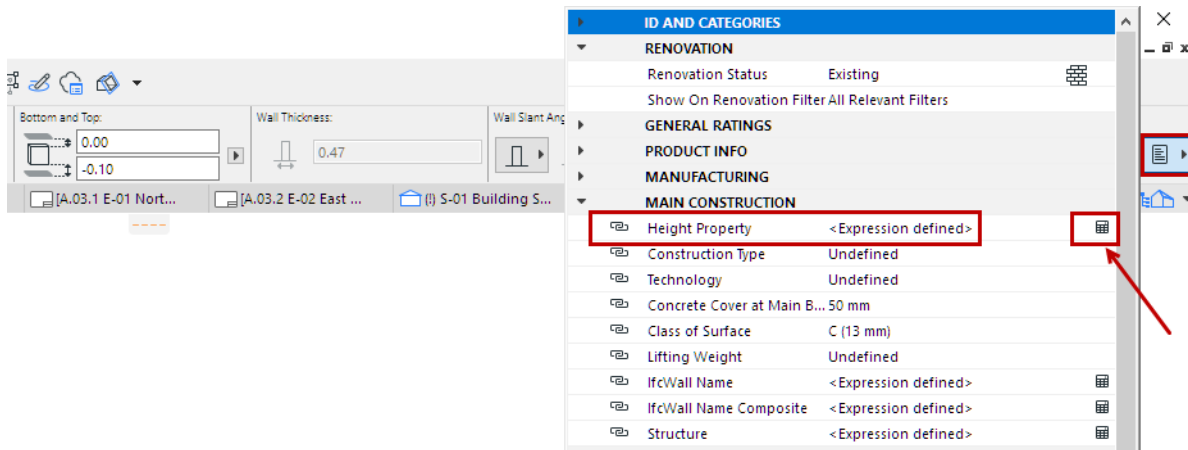 ID AND CATEGORIES
RENOVATION
Renovation Status Existing
Show On Renovation Filter All Relevant Filters
GENERAL RATINGS
PRODUCT INFO
MANUFACTURING
MAIN CONSTRUCTION
Height Property <Expression defined>
Construction Type Undefined
Technology Undefined
Concrete Cover at Main B... 50 mm
Class of Surface C (13 mm)
Lifting Weight Undefined
IfcWall Name <Expression defined>
IfcWall Name Composite <Expression defined>
Structure <Expression defined>
Bottom and Top:
0.00
-0.10
Wall Thickness:
0.47
Wall Slant Ang
[A.03.1 E-01 Nort...
[A.03.2 E-02 East ...
(!) S-01 Building S...